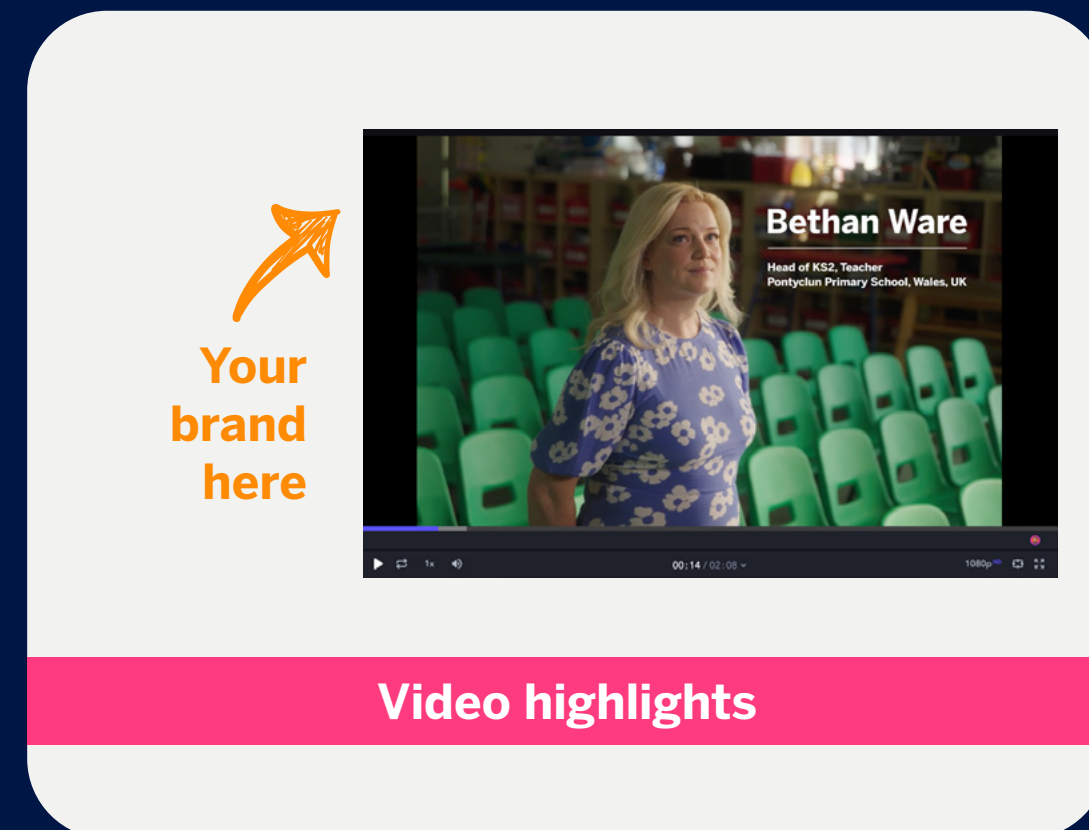 Your
brand
here
Bethan Ware
Head of KS2, Teacher
Pontyclun Primary School, Wales, UK
1x
00:14 / 02:08
1080p HD
Video highlights